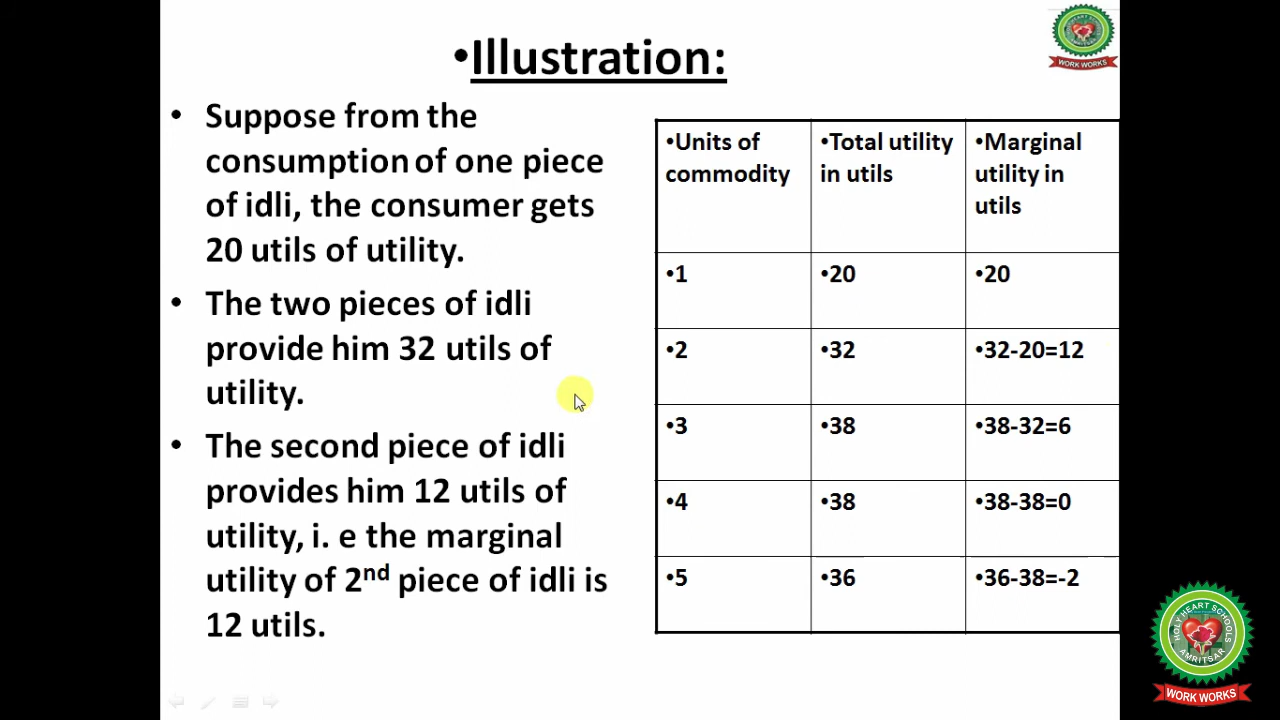 •Illustration:
• Suppose from the
consumption of one piece
of idli, the consumer gets
20 utils of utility.
• The two pieces of idli
provide him 32 utils of
utility.
• The second piece of idli
provides him 12 utils of
utility, i. e the marginal
utility of 2nd piece of idli is
12 utils.
•Units of commodity •Total utility in utils •Marginal utility in utils
•1 •20 •20
•2 •32 •32-20=12
•3 •38 •38-32=6
•4 •38 •38-38=0
•5 •36 •36-38=-2
WORK WORKS
HOLY HEART SCHOOLS
AMRITSAR
WORK WORKS